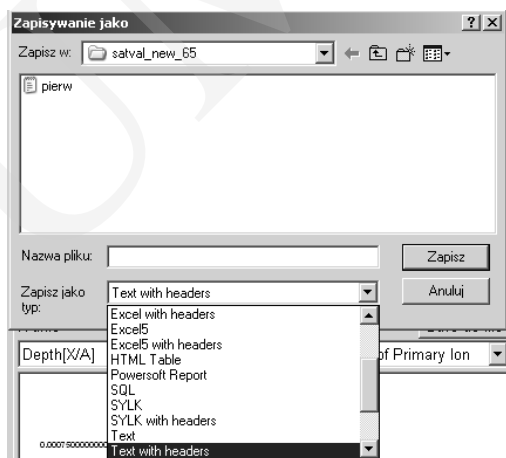 Zapisywanie jako
Zapisz w: satval_new_65
pierw
Nazwa pliku: Zapisz
Zapisz jako typ: Text with headers Anuluj
Excel with headers
Excel5
Excel5 with headers
HTML Table
Powersoft Report
SQL
SYLK
SYLK with headers
Text
Text with headers
Depth[X/A] of Primary Ion